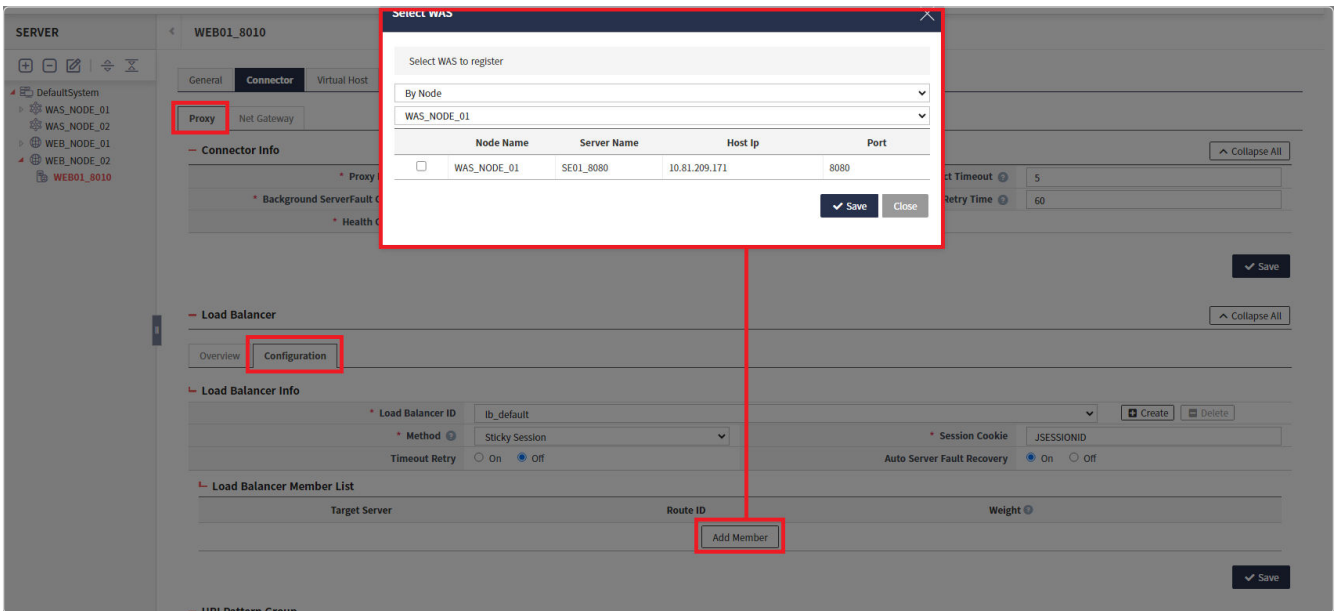 SERVER
DefaultSystem
WAS_NODE_01
WAS_NODE_02
WEB_NODE_01
WEB_NODE_02
WEB01_8010
WEB01_8010
General Connector Virtual Host
Proxy Net Gateway
Connector Info
Collapse All
* Proxy
ct Timeout 5
* Background ServerFault
Retry Time 60
* Health
Save
Select WAS
Select WAS to register
By Node
WAS_NODE_01
Node Name Server Name Host Ip Port
WAS_NODE_01 SE01_8080 10.81.209.171 8080
Save Close
Load Balancer
Collapse All
Overview Configuration
Load Balancer Info
* Load Balancer ID lb_default Create Delete
* Method Sticky Session * Session Cookie JSESSIONID
Timeout Retry On Off Auto Server Fault Recovery On Off
Load Balancer Member List
Target Server Route ID Weight
Add Member
Save
URI Pattern Group